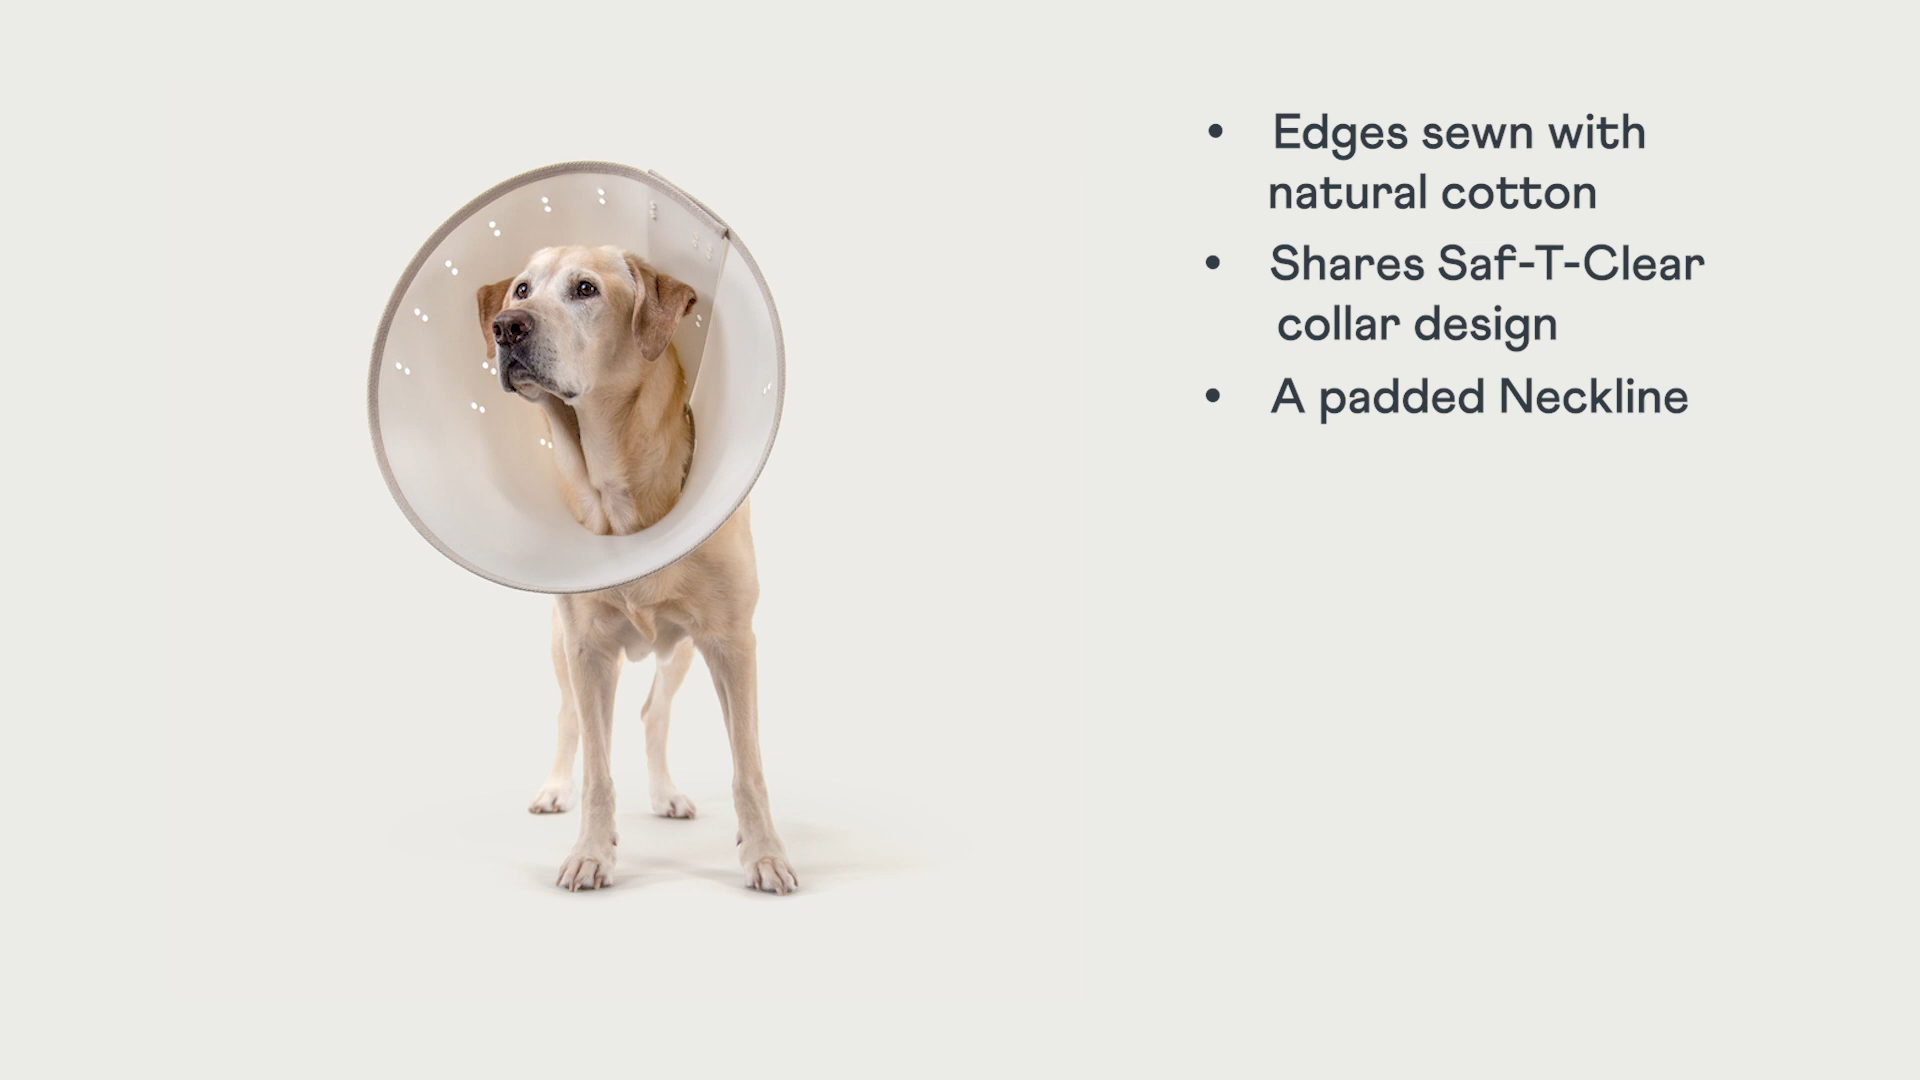 • Edges sewn with
natural cotton
• Shares Saf-T-Clear
collar design
• A padded Neckline